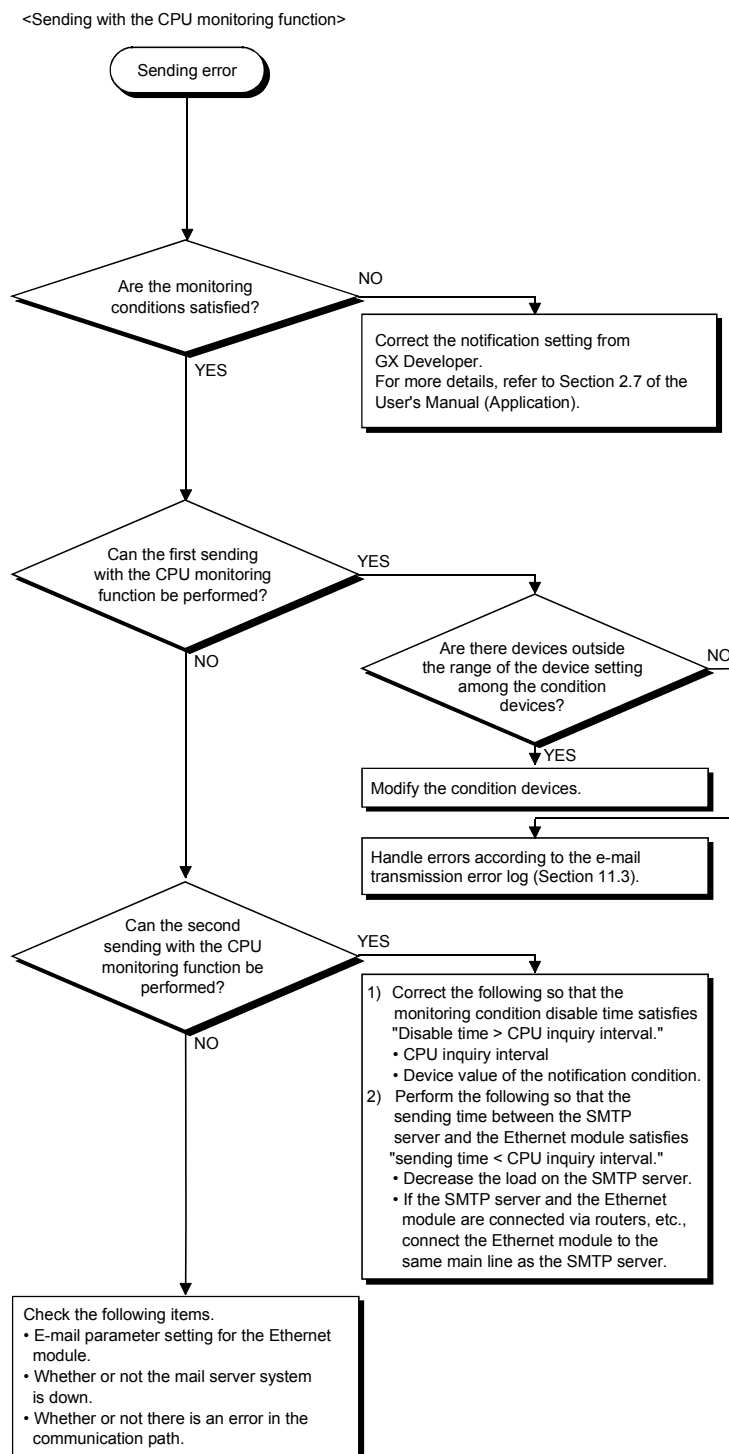 <Sending with the CPU monitoring function>
Sending error
Are the monitoring
conditions satisfied?
NO
YES
Correct the notification setting from
GX Developer.
For more details, refer to Section 2.7 of the
User's Manual (Application).
Can the first sending
with the CPU monitoring
function be performed?
YES
NO
Are there devices outside
the range of the device setting
among the condition
devices?
NO
YES
Modify the condition devices.
Handle errors according to the e-mail
transmission error log (Section 11.3).
Can the second
sending with the CPU
monitoring function be
performed?
YES
NO
1) Correct the following so that the
monitoring condition disable time satisfies
"Disable time > CPU inquiry interval."
• CPU inquiry interval
• Device value of the notification condition.
2) Perform the following so that the
sending time between the SMTP
server and the Ethernet module satisfies
"sending time < CPU inquiry interval."
• Decrease the load on the SMTP server.
• If the SMTP server and the Ethernet
module are connected via routers, etc.,
connect the Ethernet module to the
same main line as the SMTP server.
Check the following items.
• E-mail parameter setting for the Ethernet
module.
• Whether or not the mail server system
is down.
• Whether or not there is an error in the
communication path.